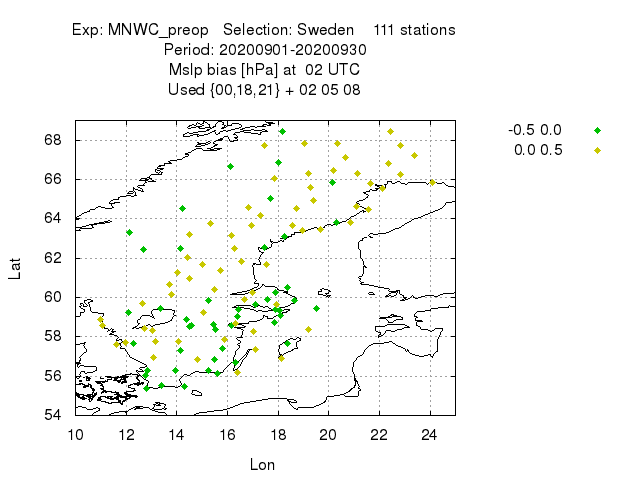 Exp: MNWC_preop Selection: Sweden 111 stations
Period: 20200901-20200930
Mslp bias [hPa] at 02 UTC
Used {00,18,21} + 02 05 08
-0.5 0.0
0.0 0.5
68
66
64
62
60
58
56
54
Lat
10 12 14 16 18 20 22 24
Lon